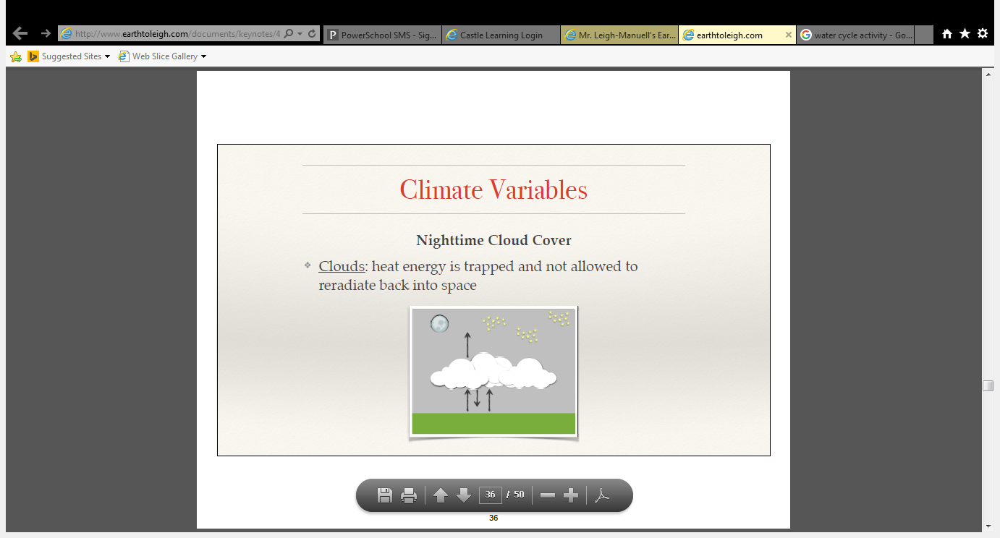 http://www.earthtoleigh.com/documents/keynotes/4
PowerSchool SMS - Sig...
Castle Learning Login
Mr. Leigh-Manuell's Ear...
earthtoleigh.com
water cycle activity - Go...
Suggested Sites
Web Slice Gallery
Climate Variables
Nighttime Cloud Cover
Clouds: heat energy is trapped and not allowed to
reradiate back into space
36 / 50
36